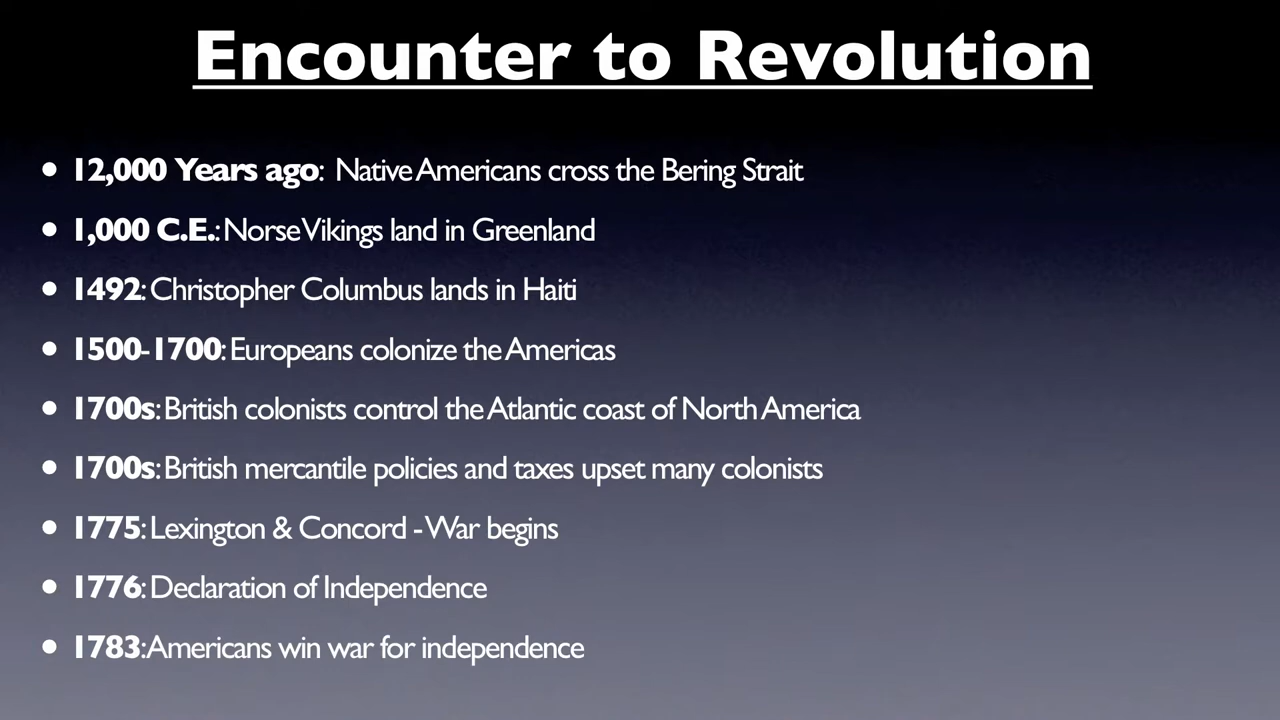 Encounter to Revolution
• 12,000 Years ago: Native Americans cross the Bering Strait
• 1,000 C.E.: Norse Vikings land in Greenland
• 1492: Christopher Columbus lands in Haiti
• 1500-1700: Europeans colonize the Americas
• 1700s: British colonists control the Atlantic coast of North America
• 1700s: British mercantile policies and taxes upset many colonists
• 1775: Lexington & Concord - War begins
• 1776: Declaration of Independence
• 1783: Americans win war for independence